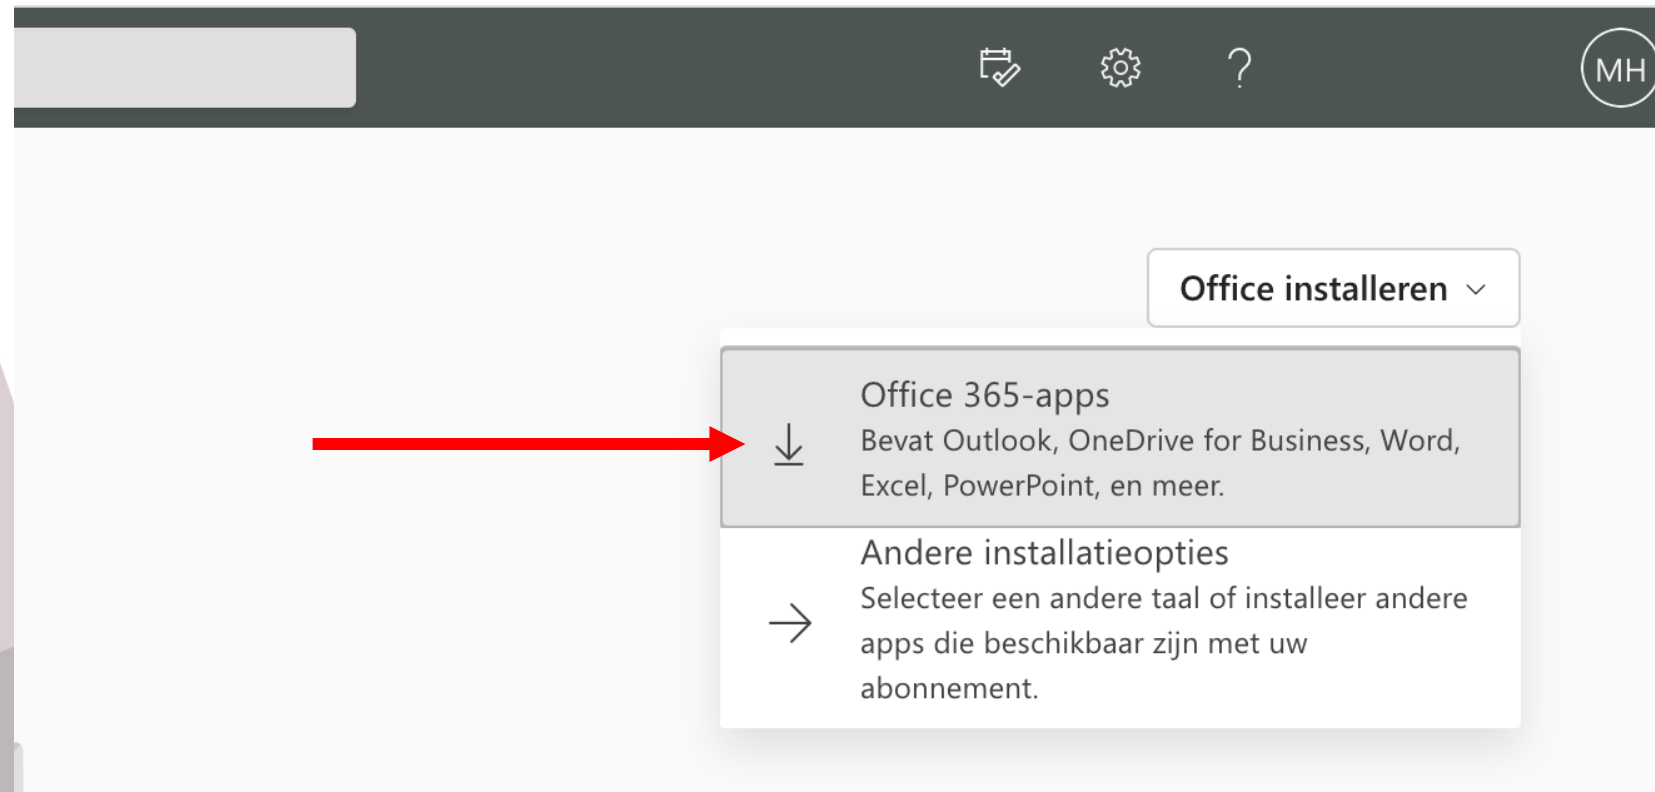 MH
Office installeren
Office 365-apps
Bevat Outlook, OneDrive for Business, Word,
Excel, PowerPoint, en meer.
Andere installatieopties
Selecteer een andere taal of installeer andere
apps die beschikbaar zijn met uw
abonnement.